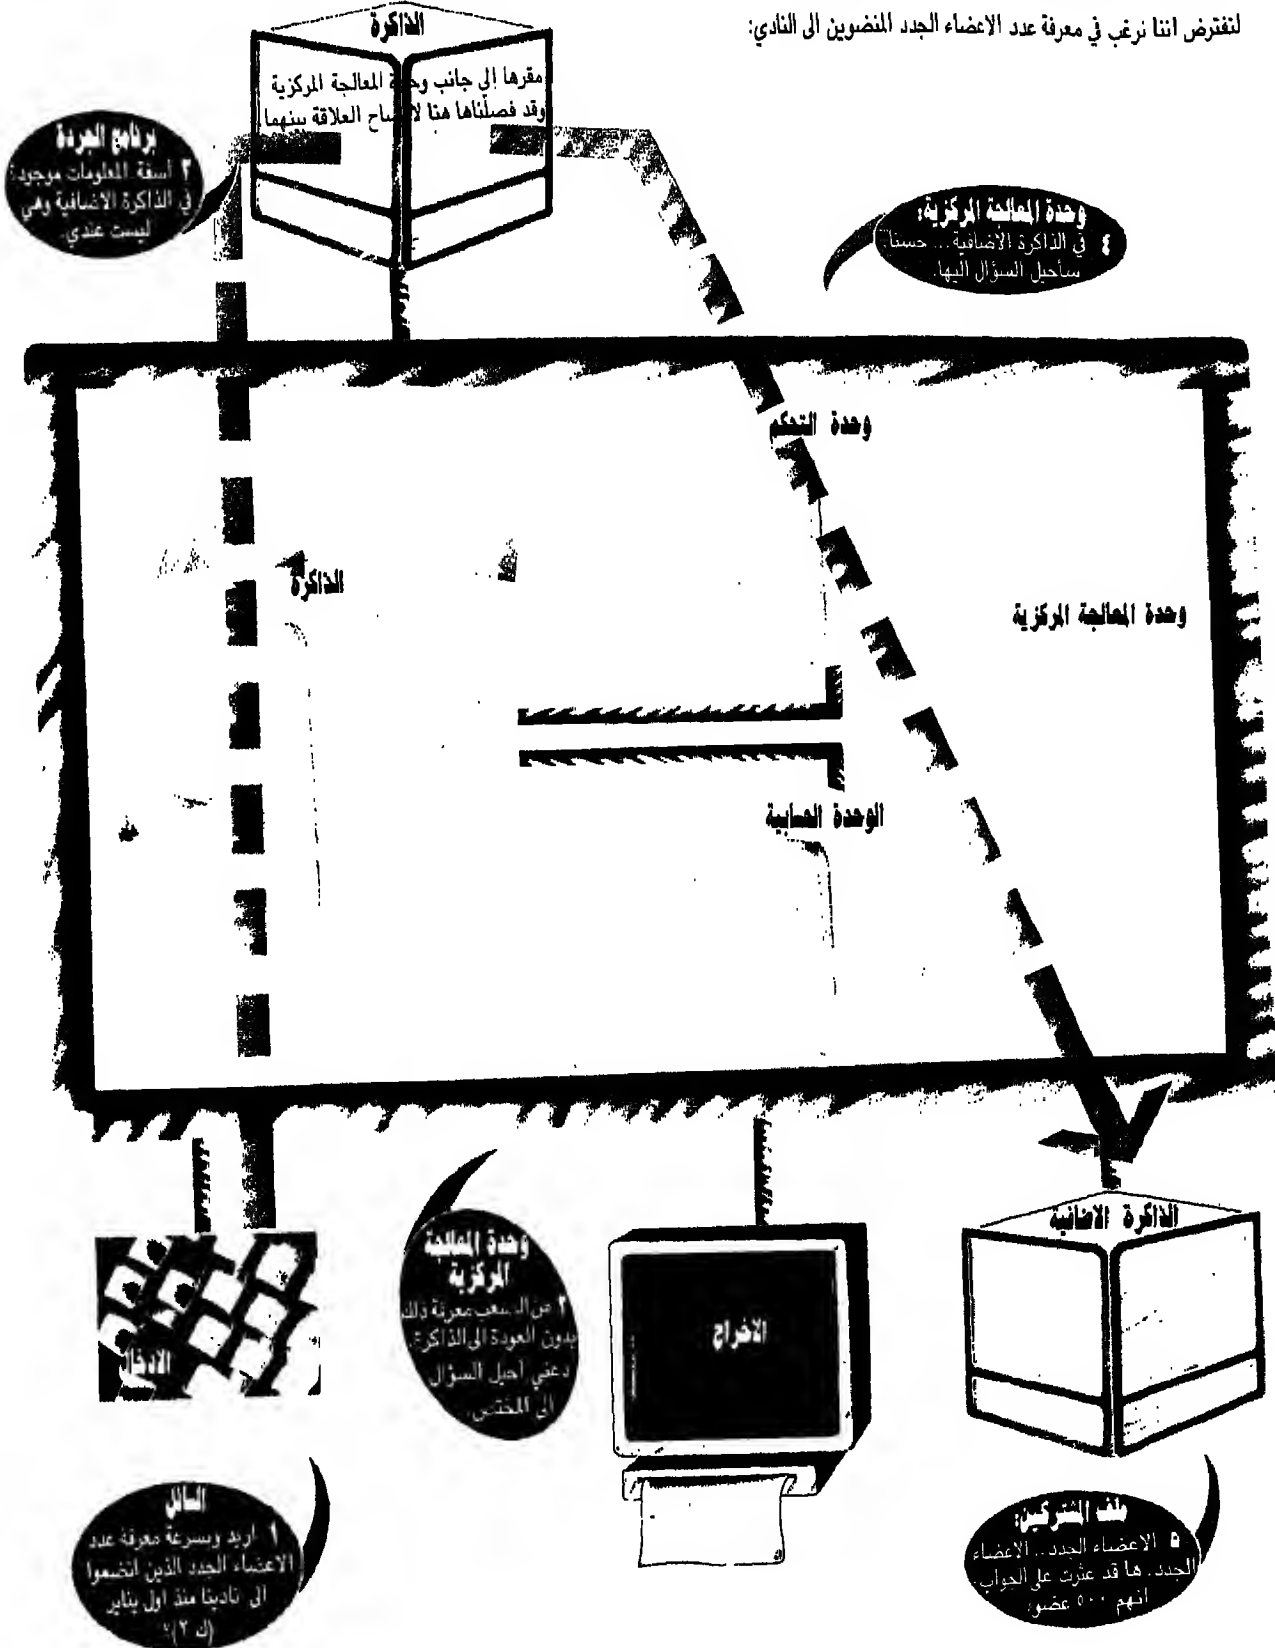 لنفترض اننا نرغب في معرفة عدد الاعضاء الجدد المنضوين الى النادي:
الذاكرة
مقرها إلى جانب وحدة المعالجة المركزية
وقد فصلناها هنا لايضاح العلاقة بينهما
برنامج الجردة
٣ أسفة. المعلومات موجودة
في الذاكرة الاضافية وهي
ليست عندي.
وحدة المعالجة المركزية:
٤ في الذاكرة الاضافية... حسنا.
سأحيل السؤال اليها.
وحدة التحكم
الذاكرة
وحدة المعالجة المركزية
الوحدة الحسابية
الادخال
وحدة المعالجة
المركزية
٢ من الصعب معرفة ذلك
بدون العودة الى الذاكرة.
دعني أحيل السؤال
الى المختص.
الاخراج
الذاكرة الاضافية
السائل
١ اريد وبسرعة معرفة عدد
الاعضاء الجدد الذين انضموا
الى نادينا منذ اول يناير
(ك ٢)؟
ملف المشتركين:
٥ الاعضاء الجدد.. الاعضاء
الجدد. ها قد عثرت على الجواب.
انهم ٥٠٠ عضو.